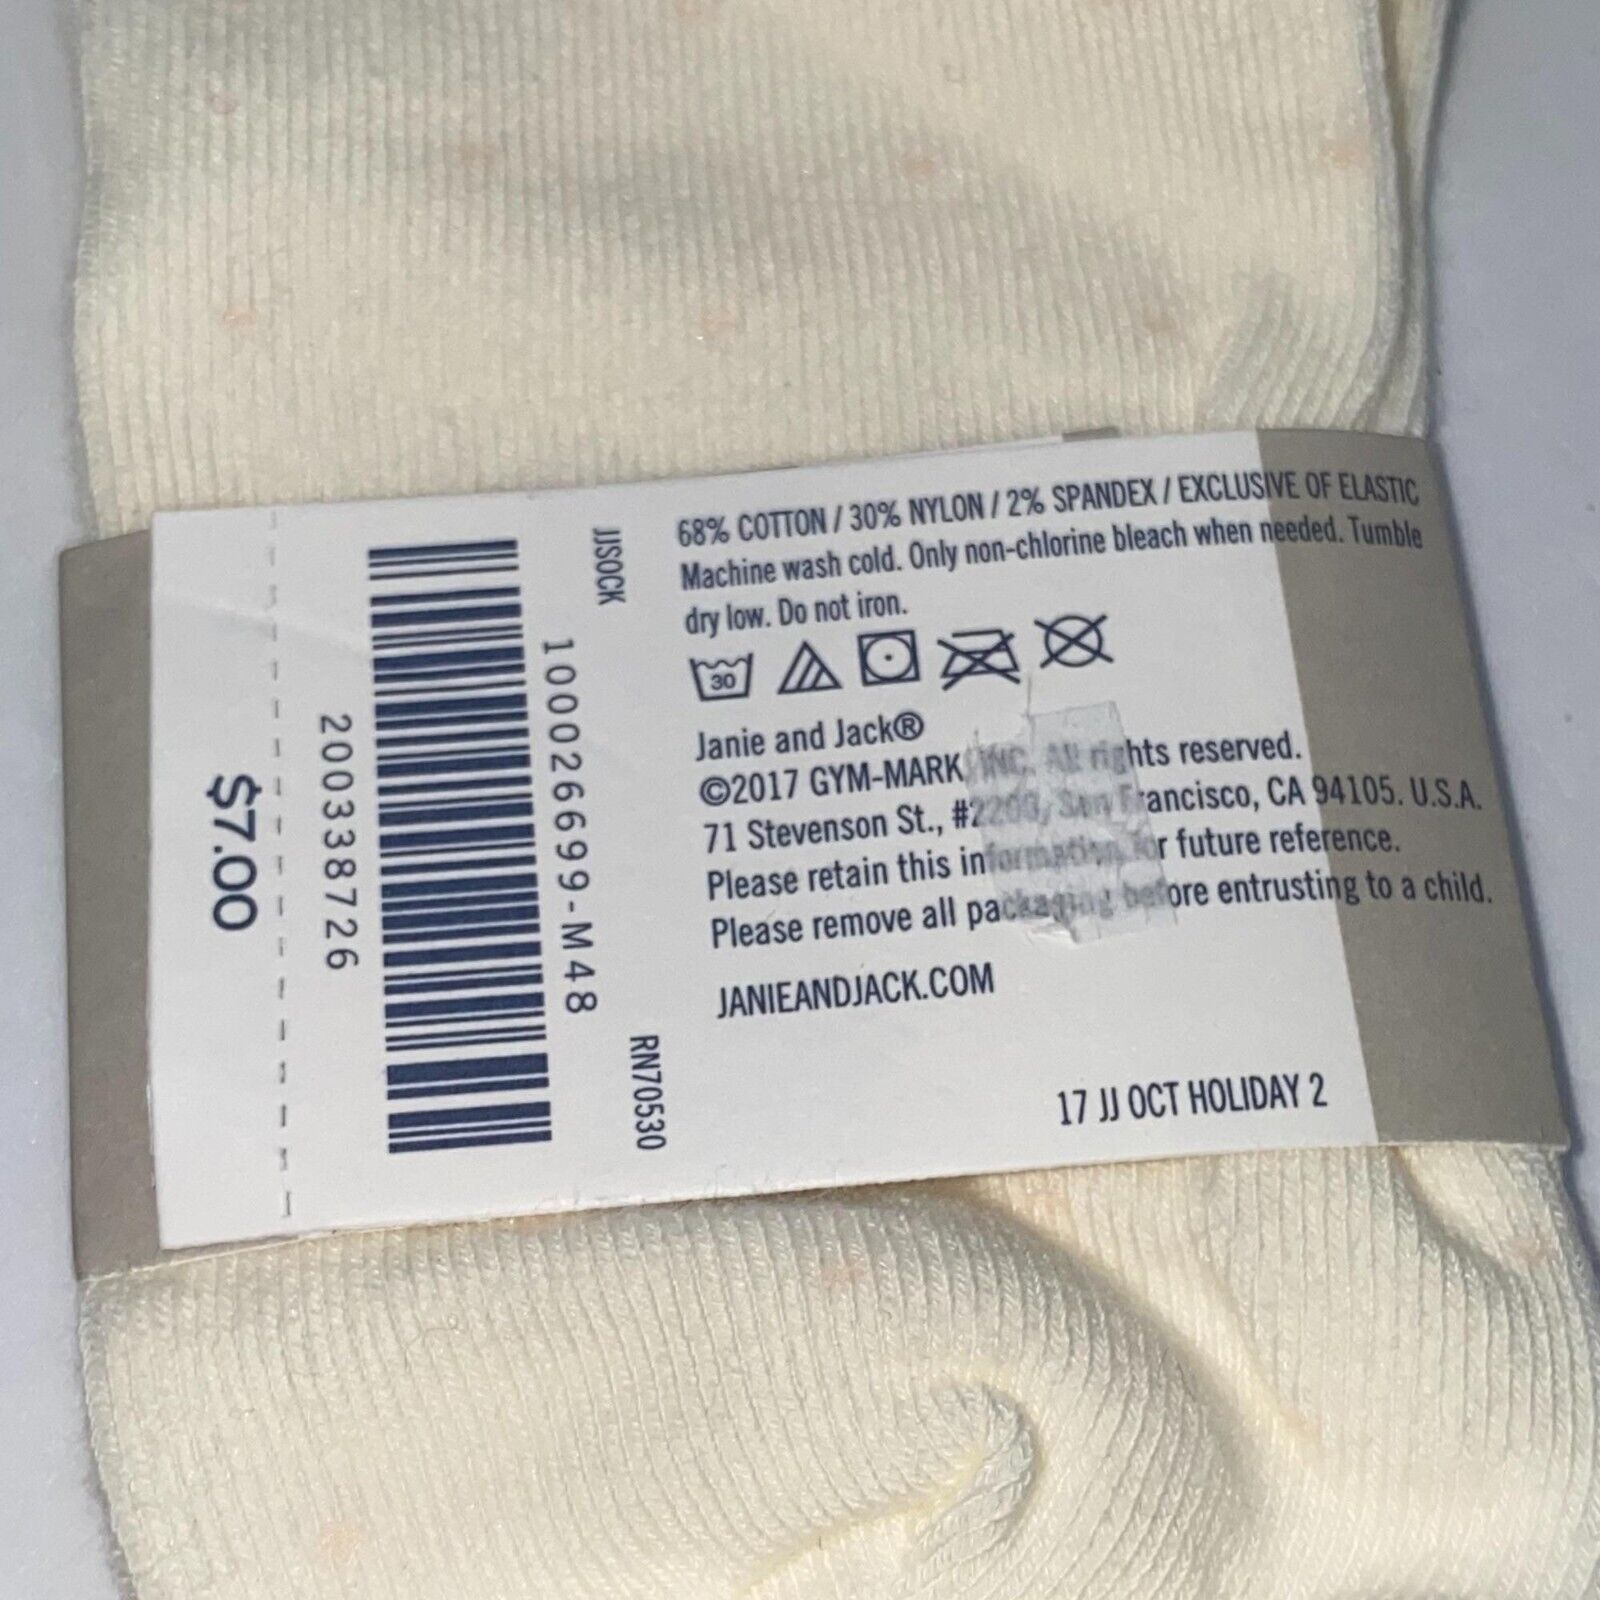 68% COTTON / 30% NYLON / 2% SPANDEX / EXCLUSIVE OF ELASTIC
Machine wash cold. Only non-chlorine bleach when needed. Tumble
dry low. Do not iron.
30
Janie and Jack®
©2017 GYM-MARK, INC. All rights reserved.
71 Stevenson St., #2200, San Francisco, CA 94105. U.S.A.
Please retain this information for future reference.
Please remove all packaging before entrusting to a child.
JANIEANDJACK.COM
17 JJ OCT HOLIDAY 2
JJSOCK
RN70530
100026699-M48
200338726
$7.00